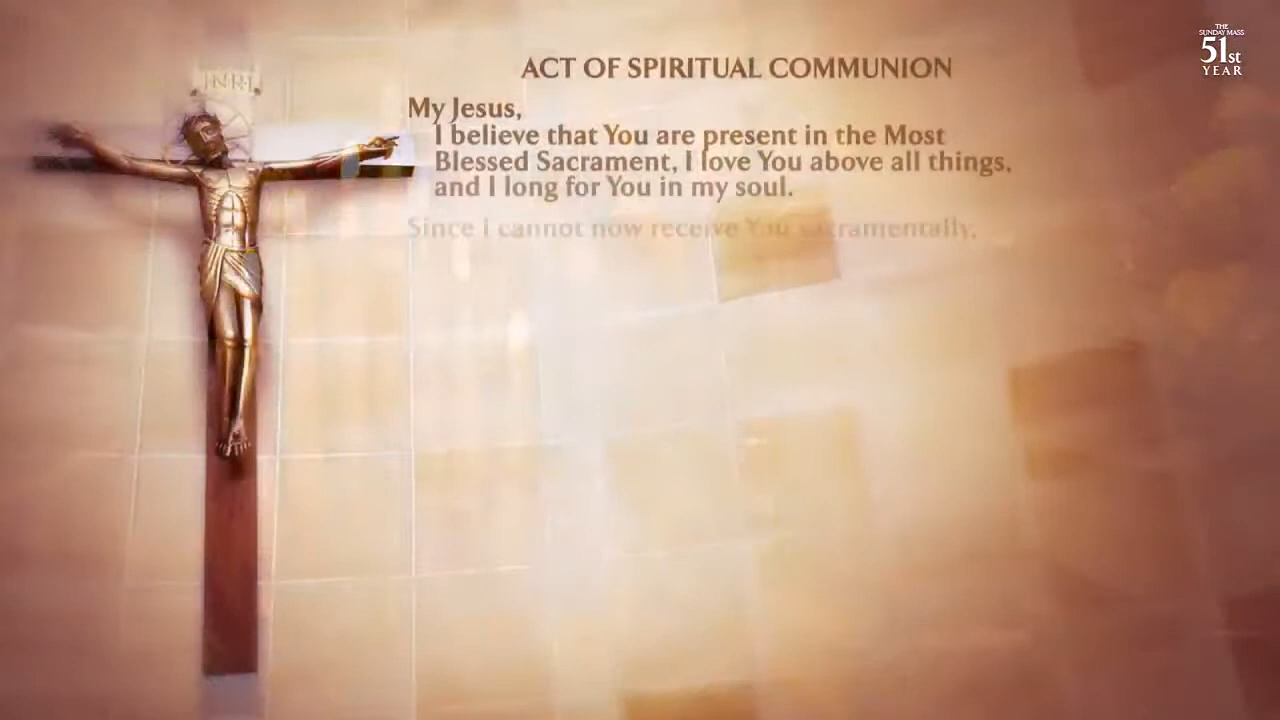 THE
SUNDAY MASS
51st
YEAR
INRI
ACT OF SPIRITUAL COMMUNION
My Jesus,
I believe that You are present in the Most
Blessed Sacrament, I love You above all things,
and I long for You in my soul.
Since I cannot now receive You sacramentally,